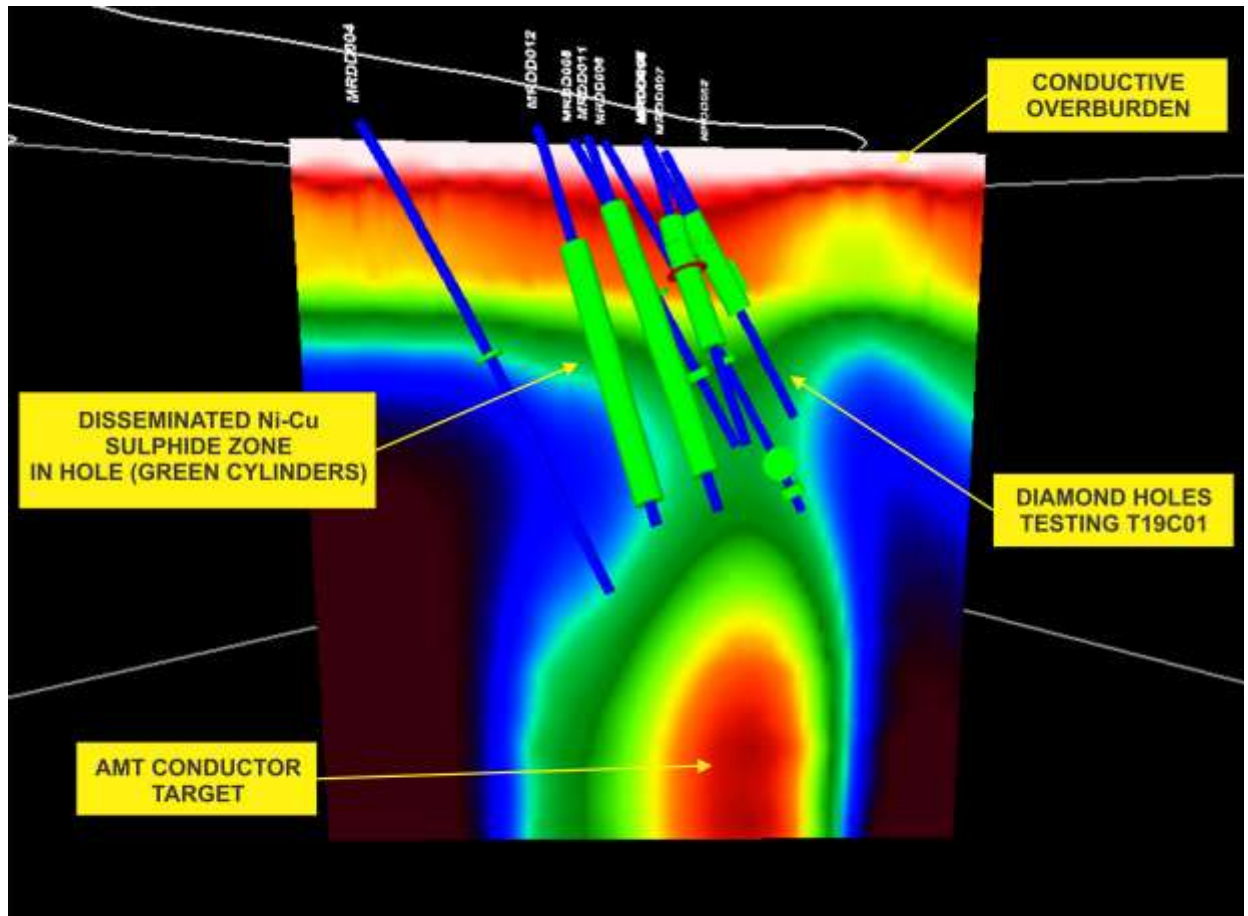 MRDD004
MRDD012
MRDD011
MRDD006
MRDD007
CONDUCTIVE
OVERBURDEN
DISSEMINATED Ni-Cu
SULPHIDE ZONE
IN HOLE (GREEN CYLINDERS)
DIAMOND HOLES
TESTING T19C01
AMT CONDUCTOR
TARGET